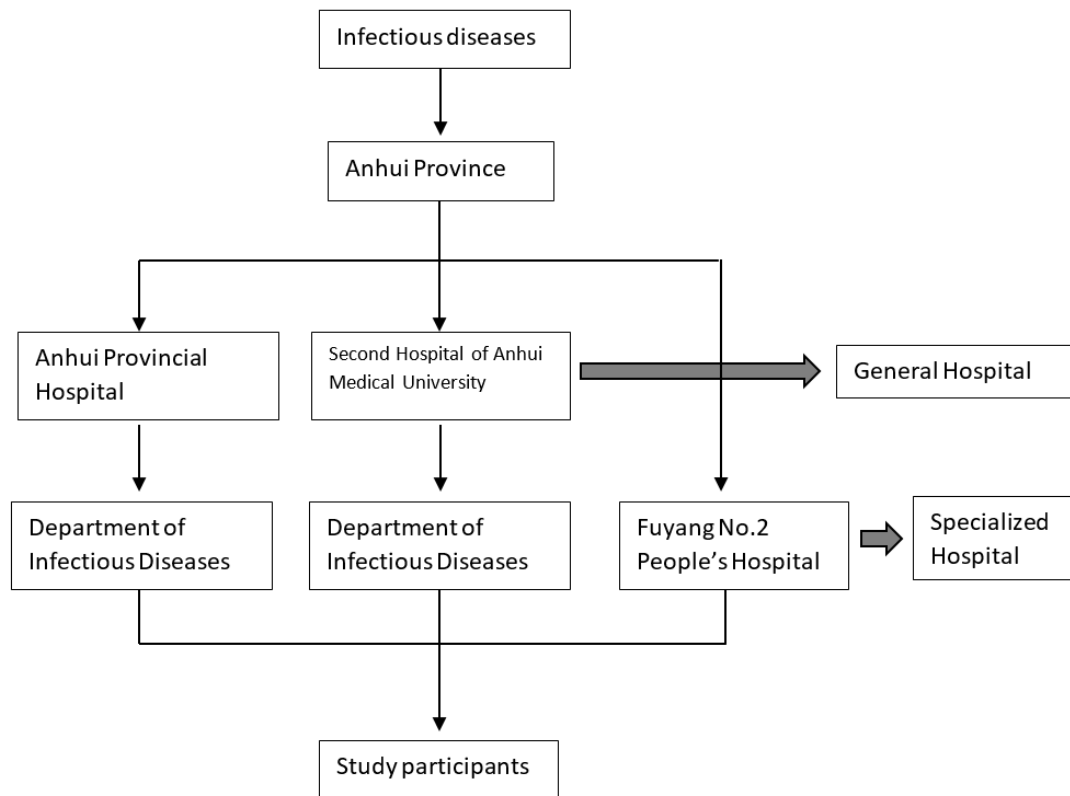 Infectious diseases
Anhui Province
Anhui Provincial
Hospital
Second Hospital of Anhui
Medical University
General Hospital
Department of
Infectious Diseases
Department of
Infectious Diseases
Fuyang No.2
People’s Hospital
Specialized
Hospital
Study participants